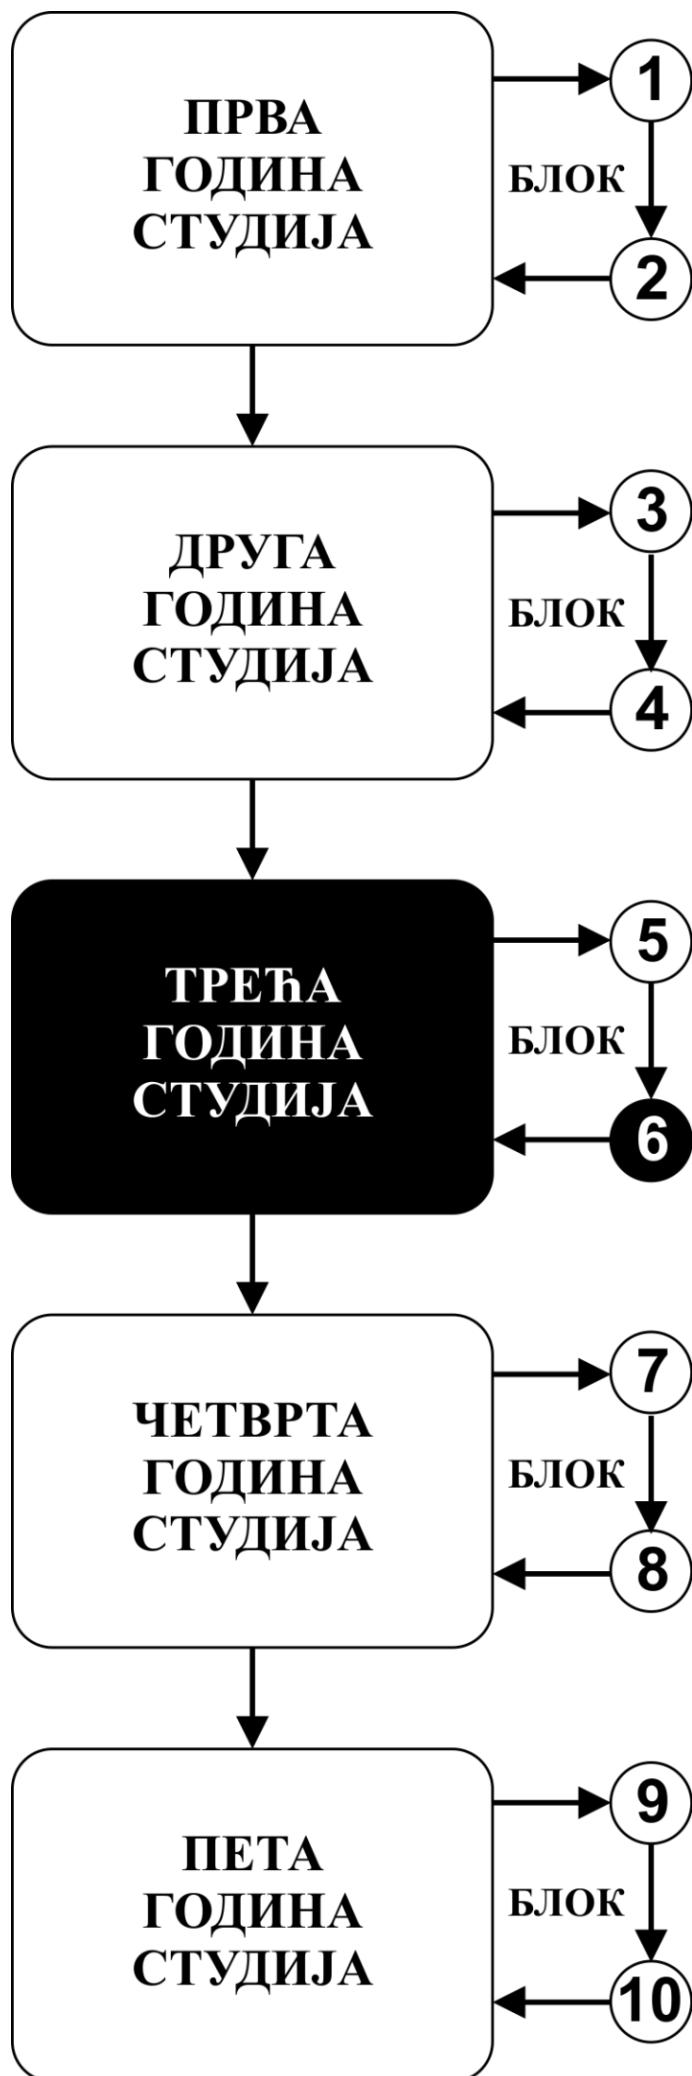 ПРВА
ГОДИНА
СТУДИЈА
1
БЛОК
2
ДРУГА
ГОДИНА
СТУДИЈА
3
БЛОК
4
ТРЕЋА
ГОДИНА
СТУДИЈА
5
БЛОК
6
ЧЕТВРТА
ГОДИНА
СТУДИЈА
7
БЛОК
8
ПЕТА
ГОДИНА
СТУДИЈА
9
БЛОК
10